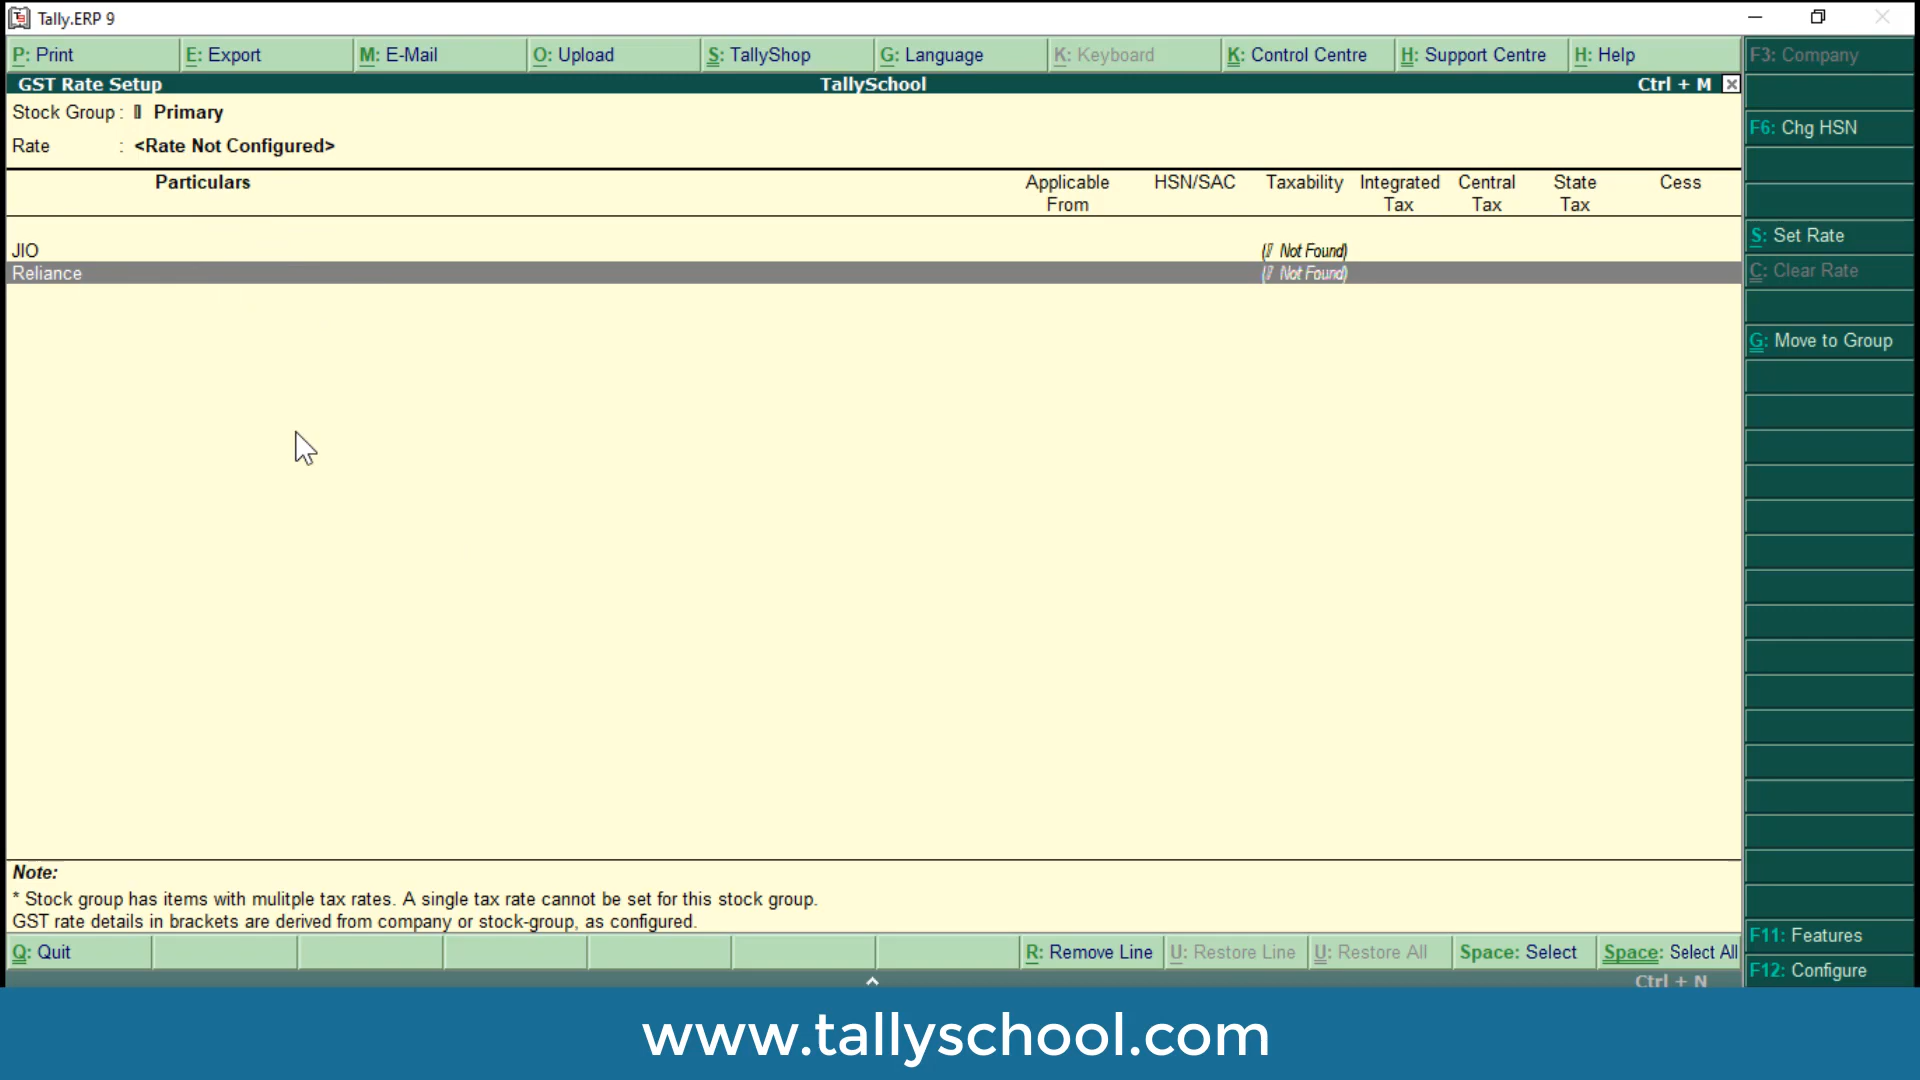 Tally.ERP 9
P: Print E: Export M: E-Mail O: Upload S: TallyShop G: Language K: Keyboard K: Control Centre H: Support Centre H: Help F3: Company
GST Rate Setup TallySchool Ctrl + M
Stock Group : Primary
F6: Chg HSN
Rate : <Rate Not Configured>
Particulars Applicable From HSN/SAC Taxability Integrated Tax Central Tax State Tax Cess
S: Set Rate
JIO ( Not Found)
Reliance ( Not Found)
C: Clear Rate
G: Move to Group
Note:
* Stock group has items with mulitple tax rates. A single tax rate cannot be set for this stock group.
GST rate details in brackets are derived from company or stock-group, as configured.
F11: Features
Q: Quit R: Remove Line U: Restore Line U: Restore All Space: Select Space: Select All
F12: Configure
Ctrl + N
www.tallyschool.com